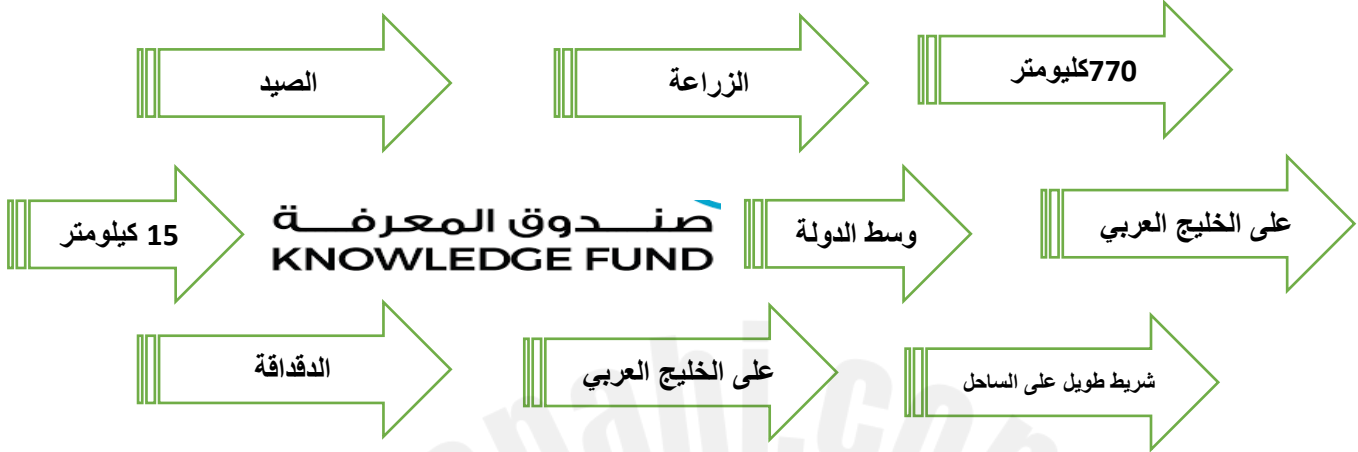 770كليومتر
الزراعة
الصيد
على الخليج العربي
وسط الدولة
صنـــدوق المعرفـــة
KNOWLEDGE FUND
15 كيلومتر
شريط طويل على الساحل
على الخليج العربي
الدقداقة